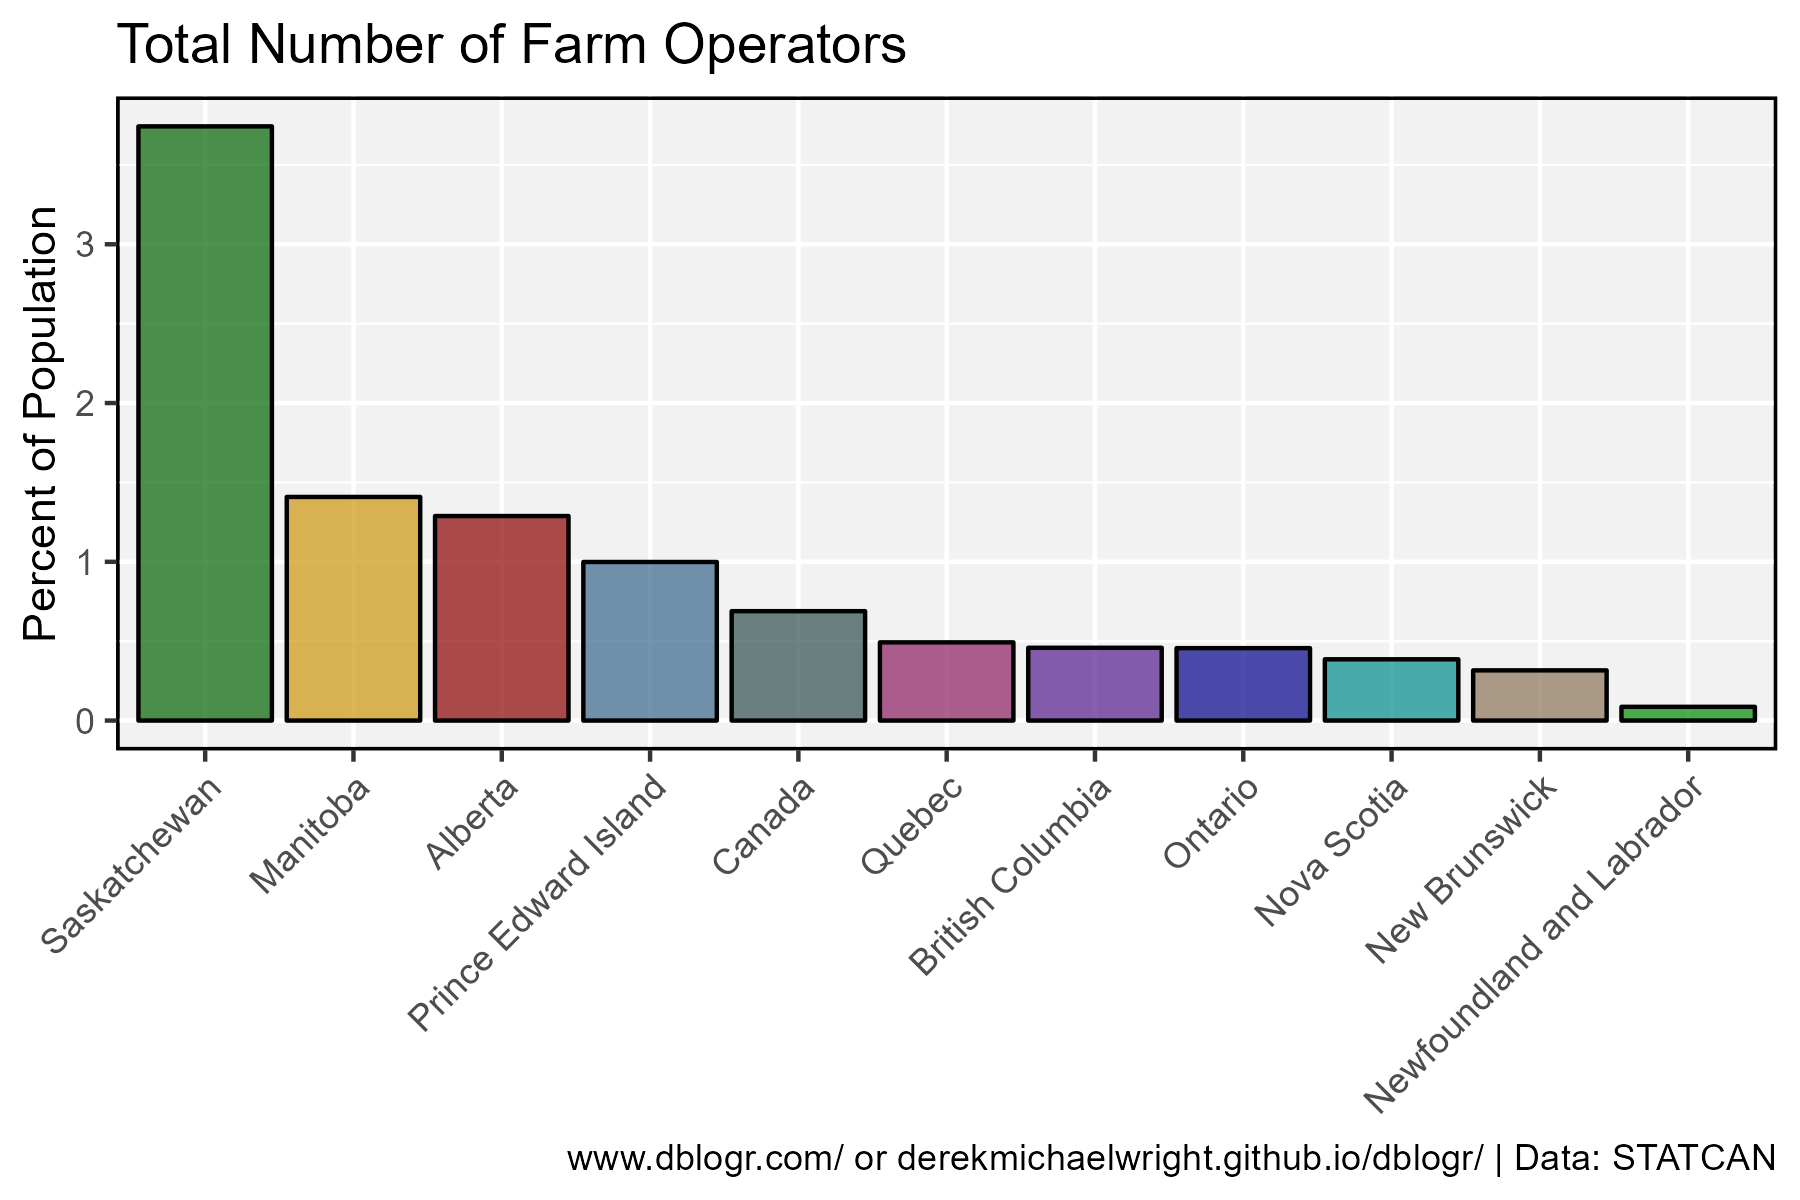 Total Number of Farm Operators
Percent of Population
3
2
1
0
Saskatchewan
Manitoba
Alberta
Prince Edward Island
Canada
Quebec
British Columbia
Ontario
Nova Scotia
New Brunswick
Newfoundland and Labrador
www.dblogr.com/ or derekmichaelwright.github.io/dblogr/ | Data: STATCAN